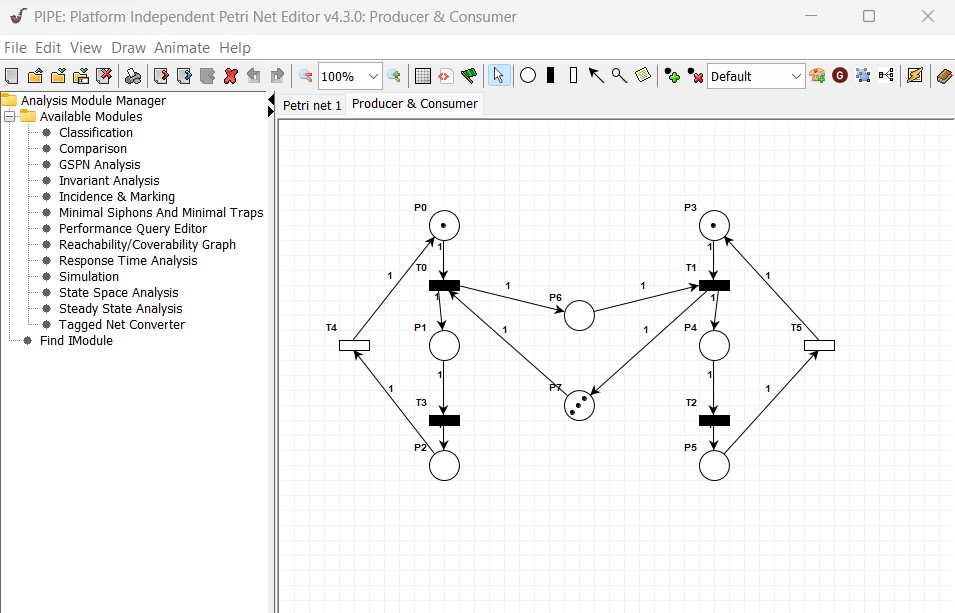 PIPE: Platform Independent Petri Net Editor v4.3.0: Producer & Consumer
File Edit View Draw Animate Help
100%
Default
G
Analysis Module Manager
Available Modules
Classification
Comparison
GSPN Analysis
Invariant Analysis
Incidence & Marking
Minimal Siphons And Minimal Traps
Performance Query Editor
Reachability/Coverability Graph
Response Time Analysis
Simulation
State Space Analysis
Steady State Analysis
Tagged Net Converter
Find IModule
Petri net 1 Producer & Consumer
P0 P3
1 1
T0 1 1 T1 1
1 1 P6 1 1
T4 P1 1 1 P4 T5
1 P7 1
1 1
T3 T2
1 1
P2 P5